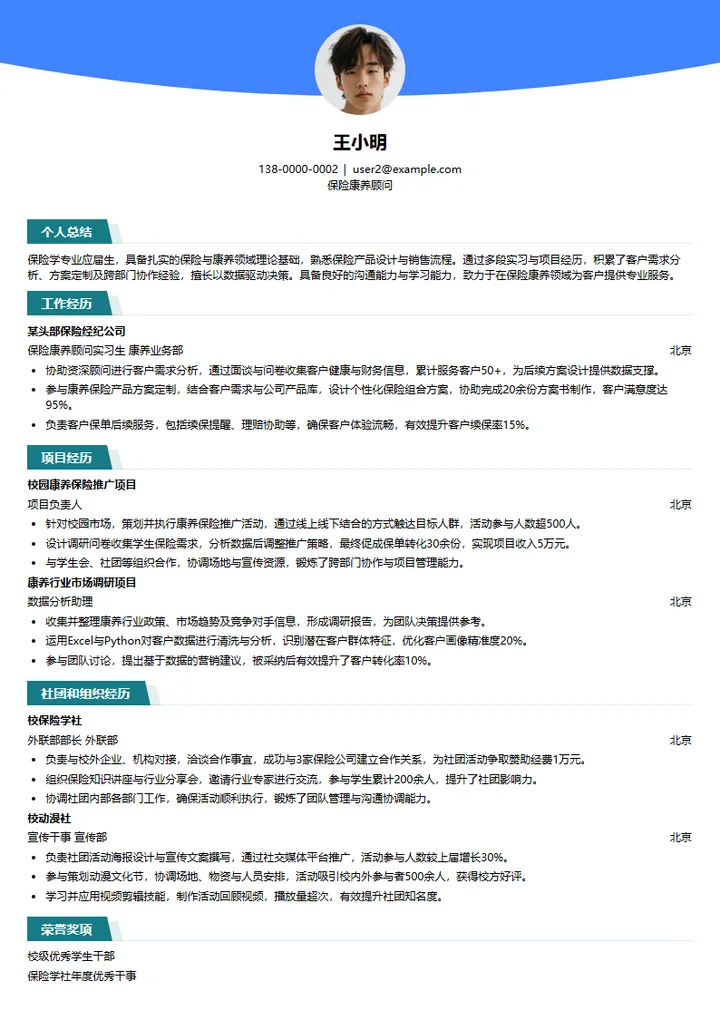 王小明
138-0000-0002 | user2@example.com
保险康养顾问
个人总结
保险学专业应届生，具备扎实的保险与康养领域理论基础，熟悉保险产品设计与销售流程。通过多段实习与项目经历，积累了客户需求分
析、方案定制及跨部门协作经验，擅长以数据驱动决策。具备良好的沟通能力与学习能力，致力于在保险康养领域为客户提供专业服务。
工作经历
某头部保险经纪公司
保险康养顾问实习生 康养业务部 北京
• 协助资深顾问进行客户需求分析，通过面谈与问卷收集客户健康与财务信息，累计服务客户50+，为后续方案设计提供数据支撑。
• 参与康养保险产品方案定制，结合客户需求与公司产品库，设计个性化保险组合方案，协助完成20余份方案书制作，客户满意度达
95%。
• 负责客户保单后续服务，包括续保提醒、理赔协助等，确保客户体验流畅，有效提升客户续保率15%。
项目经历
校园康养保险推广项目
项目负责人 北京
• 针对校园市场，策划并执行康养保险推广活动，通过线上线下结合的方式触达目标人群，活动参与人数超500人。
• 设计调研问卷收集学生保险需求，分析数据后调整推广策略，最终促成保单转化30余份，实现项目收入5万元。
• 与学生会、社团等组织合作，协调场地与宣传资源，锻炼了跨部门协作与项目管理能力。
康养行业市场调研项目
数据分析助理 北京
• 收集并整理康养行业政策、市场趋势及竞争对手信息，形成调研报告，为团队决策提供参考。
• 运用Excel与Python对客户数据进行清洗与分析，识别潜在客户群体特征，优化客户画像精准度20%。
• 参与团队讨论，提出基于数据的营销建议，被采纳后有效提升了客户转化率10%。
社团和组织经历
校保险学社
外联部部长 外联部 北京
• 负责与校外企业、机构对接，洽谈合作事宜，成功与3家保险公司建立合作关系，为社团活动争取赞助经费1万元。
• 组织保险知识讲座与行业分享会，邀请行业专家进行交流，参与学生累计200余人，提升了社团影响力。
• 协调社团内部各部门工作，确保活动顺利执行，锻炼了团队管理与沟通协调能力。
校动漫社
宣传干事 宣传部 北京
• 负责社团活动海报设计与宣传文案撰写，通过社交媒体平台推广，活动参与人数较上届增长30%。
• 参与策划动漫文化节，协调场地、物资与人员安排，活动吸引校内外参与者500余人，获得校方好评。
• 学习并应用视频剪辑技能，制作活动回顾视频，播放量超次，有效提升社团知名度。
荣誉奖项
校级优秀学生干部
保险学社年度优秀干事